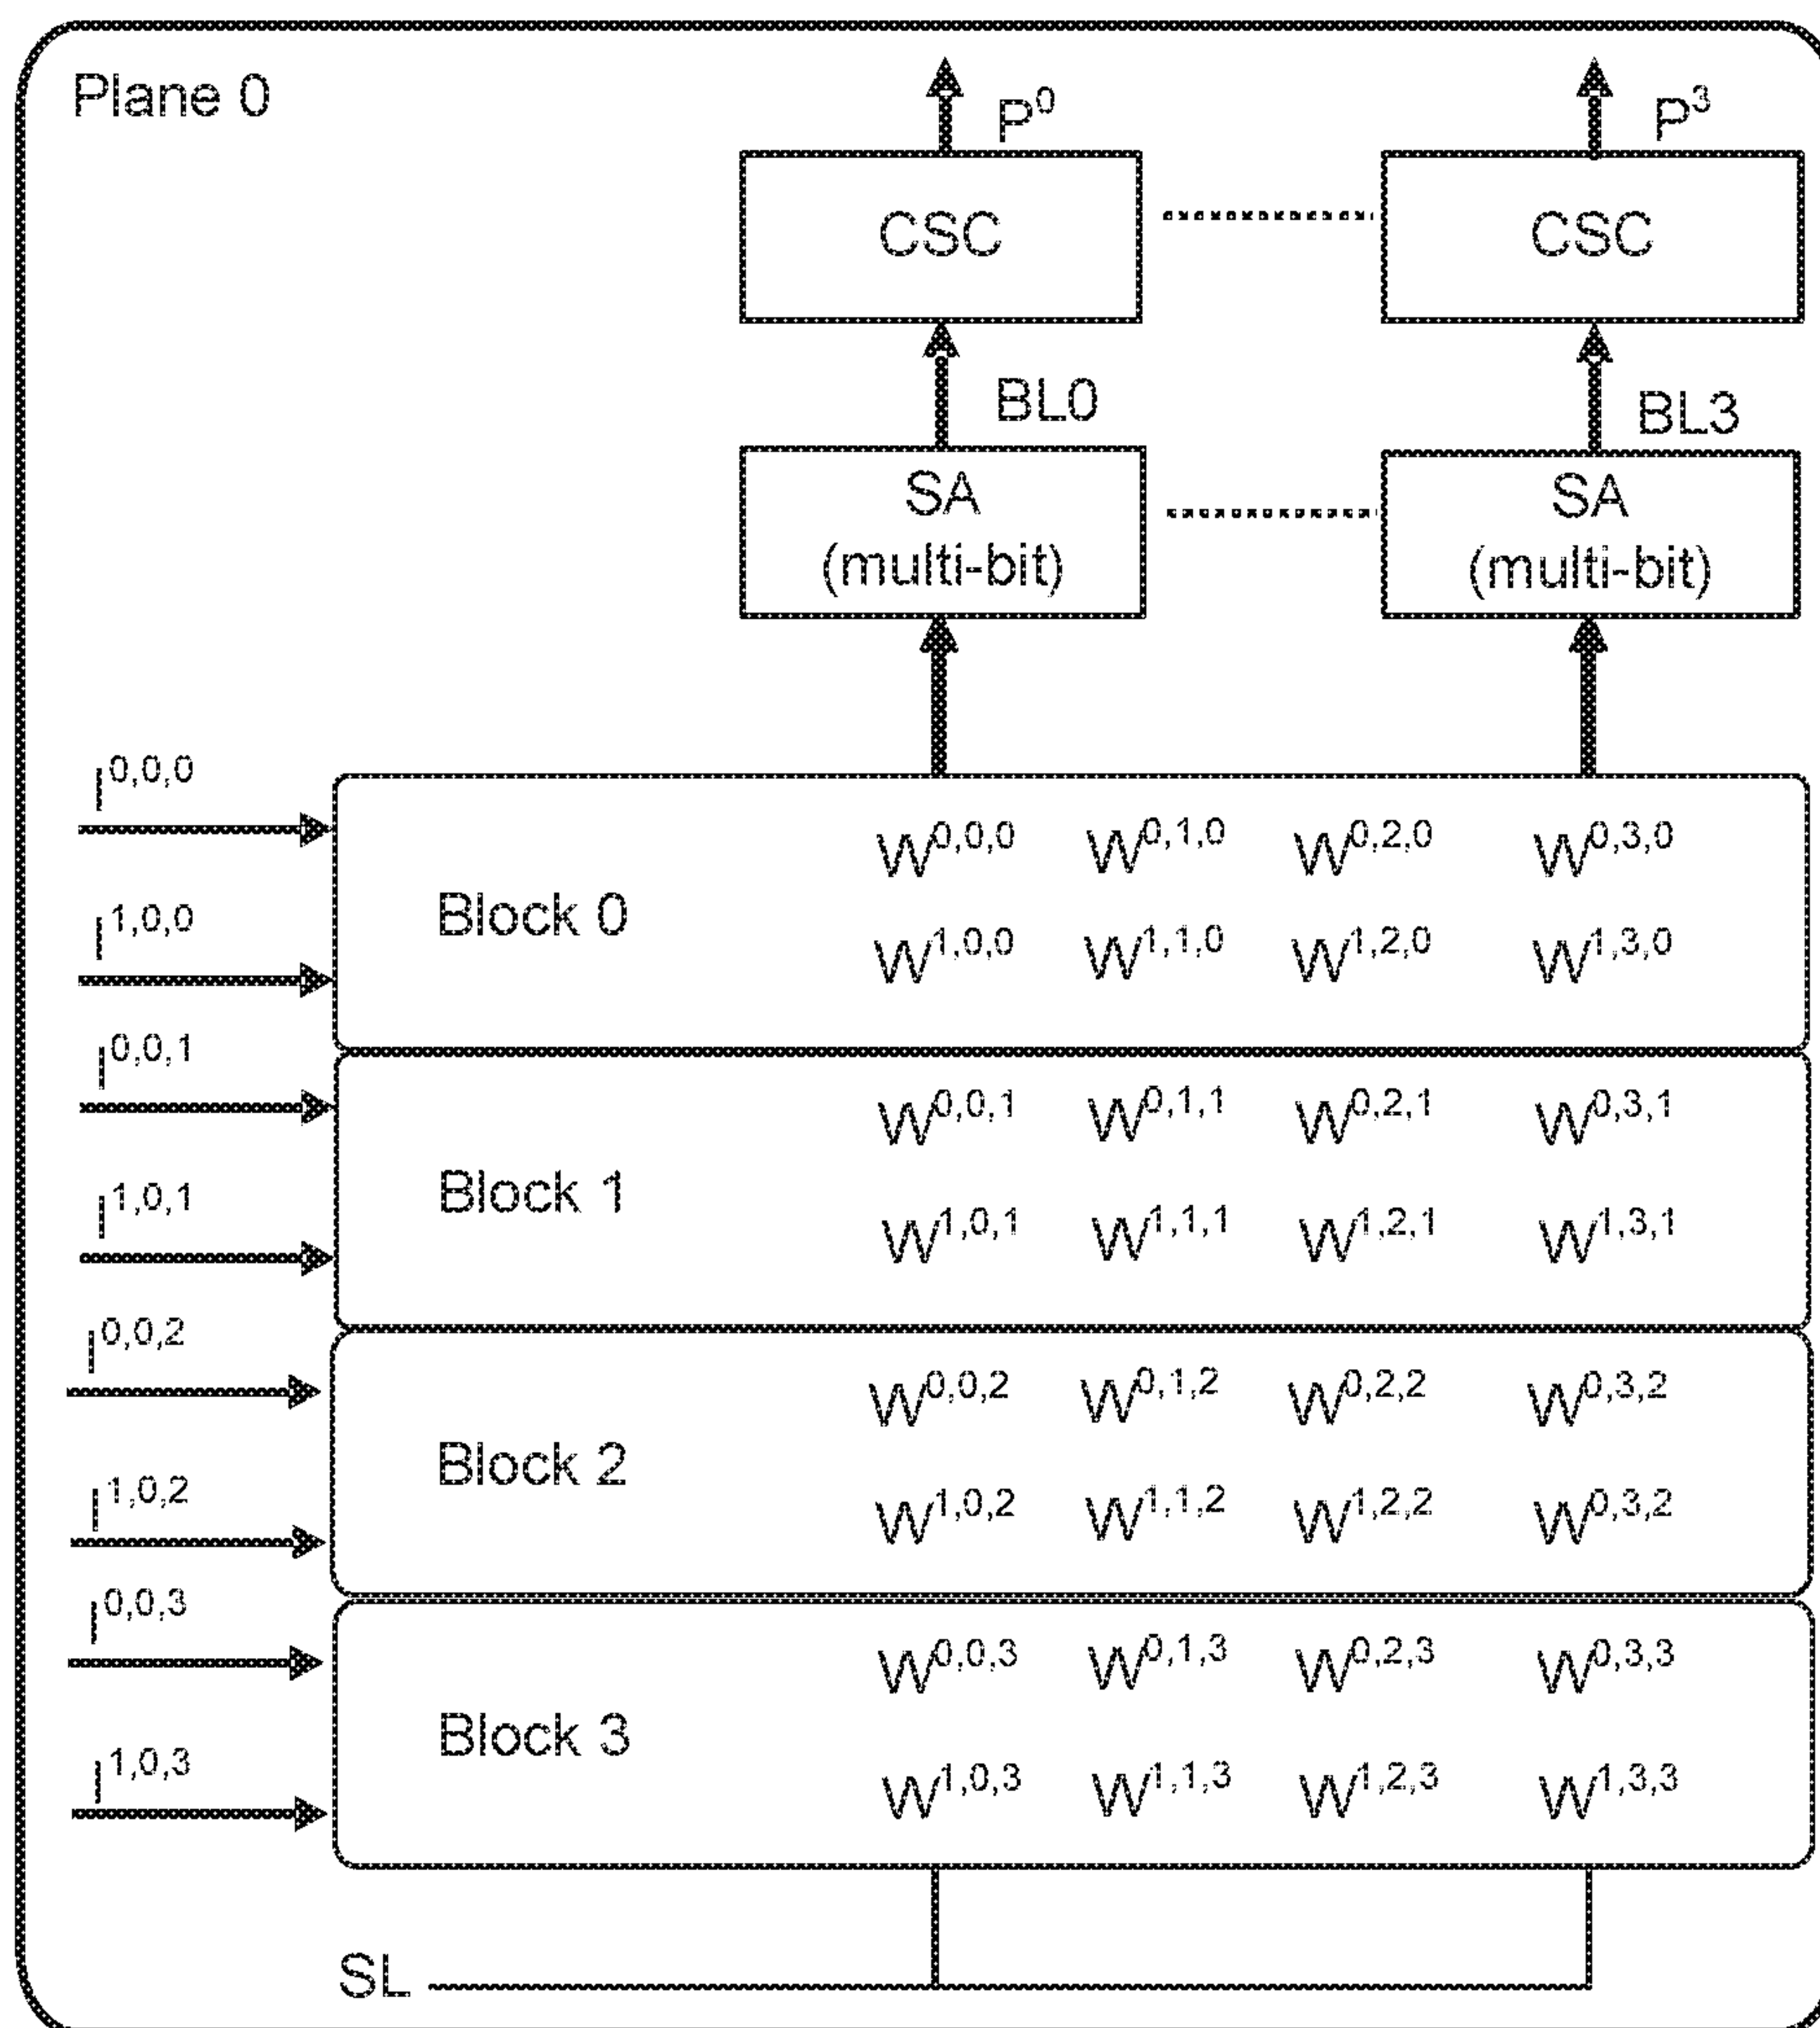 Plane 0
P⁰ P³
CSC CSC
BL0 BL3
SA SA
(multi-bit) (multi-bit)
I⁰,⁰,⁰
W⁰,⁰,⁰ W⁰,¹,⁰ W⁰,²,⁰ W⁰,³,⁰
I¹,⁰,⁰
Block 0
W¹,⁰,⁰ W¹,¹,⁰ W¹,²,⁰ W¹,³,⁰
I⁰,⁰,¹
W⁰,⁰,¹ W⁰,¹,¹ W⁰,²,¹ W⁰,³,¹
I¹,⁰,¹
Block 1
W¹,⁰,¹ W¹,¹,¹ W¹,²,¹ W¹,³,¹
I⁰,⁰,²
W⁰,⁰,² W⁰,¹,² W⁰,²,² W⁰,³,²
Block 2
I¹,⁰,²
W¹,⁰,² W¹,¹,² W¹,²,² W⁰,³,²
I⁰,⁰,³
W⁰,⁰,³ W⁰,¹,³ W⁰,²,³ W⁰,³,³
Block 3
I¹,⁰,³
W¹,⁰,³ W¹,¹,³ W¹,²,³ W¹,³,³
SL